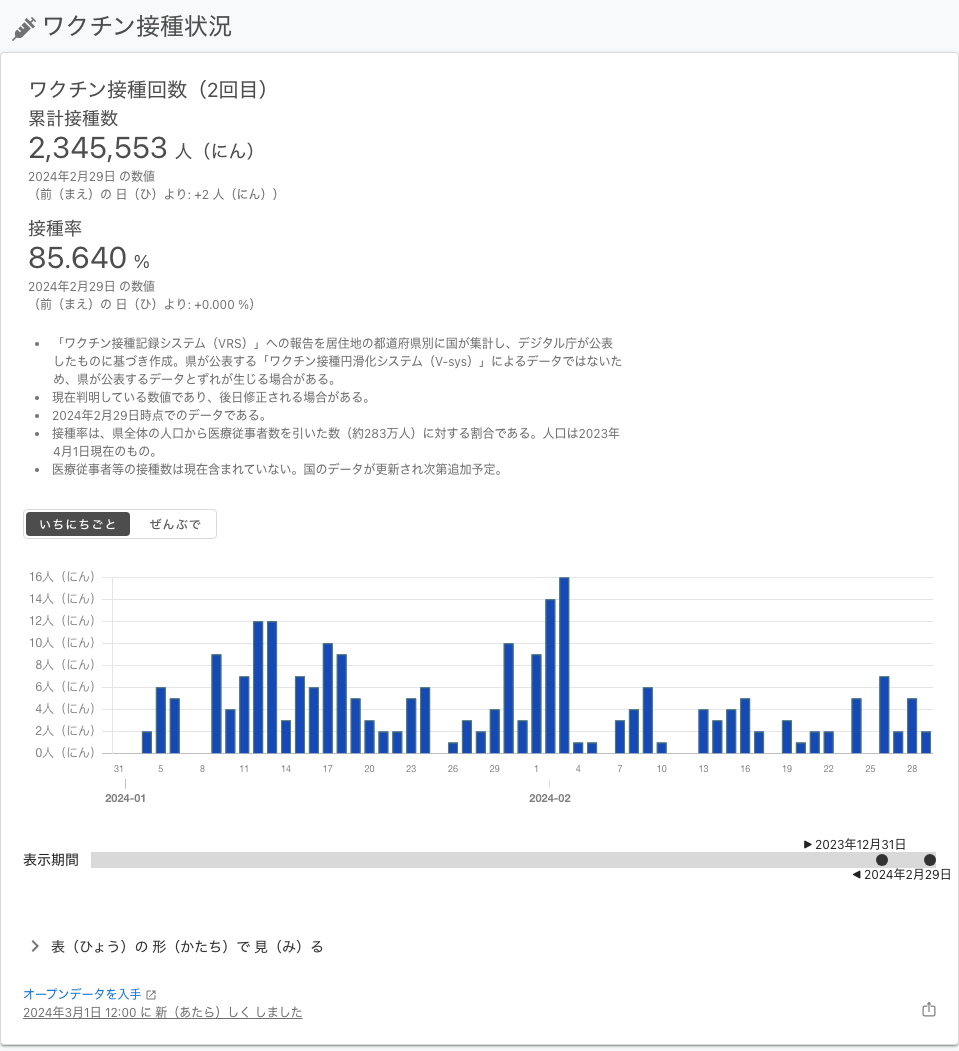 ワクチン接種状況
ワクチン接種回数（2回目）
累計接種数
2,345,553 人（にん）
2024年2月29日 の数値
（前（まえ）の 日（ひ）より: +2 人（にん））
接種率
85.640 %
2024年2月29日 の数値
（前（まえ）の 日（ひ）より: +0.000 %）
• 「ワクチン接種記録システム（VRS）」への報告を居住地の都道府県別に国が集計し、デジタル庁が公表
したものに基づき作成。県が公表する「ワクチン接種円滑化システム（V-sys）」によるデータではないた
め、県が公表するデータとずれが生じる場合がある。
• 現在判明している数値であり、後日修正される場合がある。
• 2024年2月29日時点でのデータである。
• 接種率は、県全体の人口から医療従事者数を引いた数（約283万人）に対する割合である。人口は2023年
4月1日現在のもの。
• 医療従事者等の接種数は現在含まれていない。国のデータが更新され次第追加予定。
いちにちごと ぜんぶで
16人（にん）
14人（にん）
12人（にん）
10人（にん）
8人（にん）
6人（にん）
4人（にん）
2人（にん）
0人（にん）
31 5 8 11 14 17 20 23 26 29 1 4 7 10 13 16 19 22 25 28
2024-01 2024-02
▶ 2023年12月31日
表示期間
◀ 2024年2月29日
表（ひょう）の 形（かたち）で 見（み）る
オープンデータを入手
2024年3月1日 12:00 に 新（あたら）しく しました